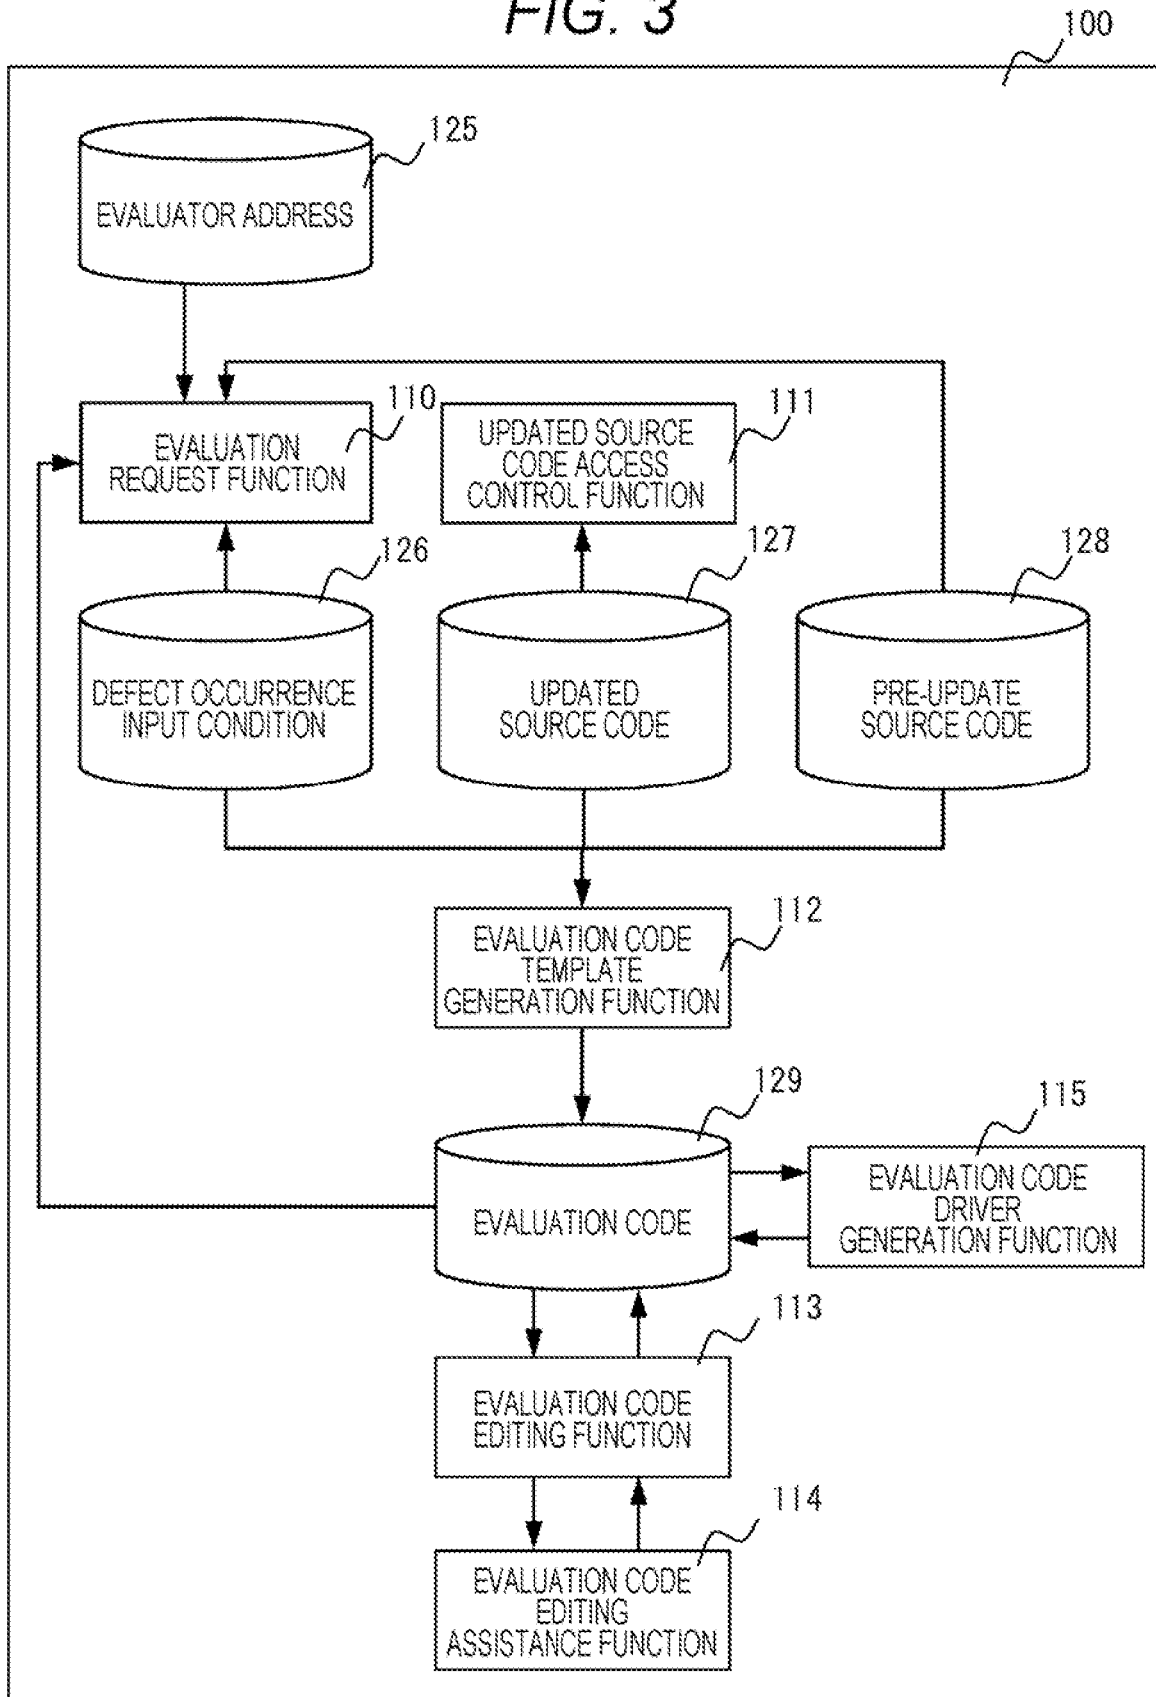 FIG. 3
100
125
EVALUATOR ADDRESS
110
EVALUATION
REQUEST FUNCTION
111
UPDATED SOURCE
CODE ACCESS
CONTROL FUNCTION
126
DEFECT OCCURRENCE
INPUT CONDITION
127
UPDATED
SOURCE CODE
128
PRE-UPDATE
SOURCE CODE
112
EVALUATION CODE
TEMPLATE
GENERATION FUNCTION
129
EVALUATION CODE
115
EVALUATION CODE
DRIVER
GENERATION FUNCTION
113
EVALUATION CODE
EDITING FUNCTION
114
EVALUATION CODE
EDITING
ASSISTANCE FUNCTION